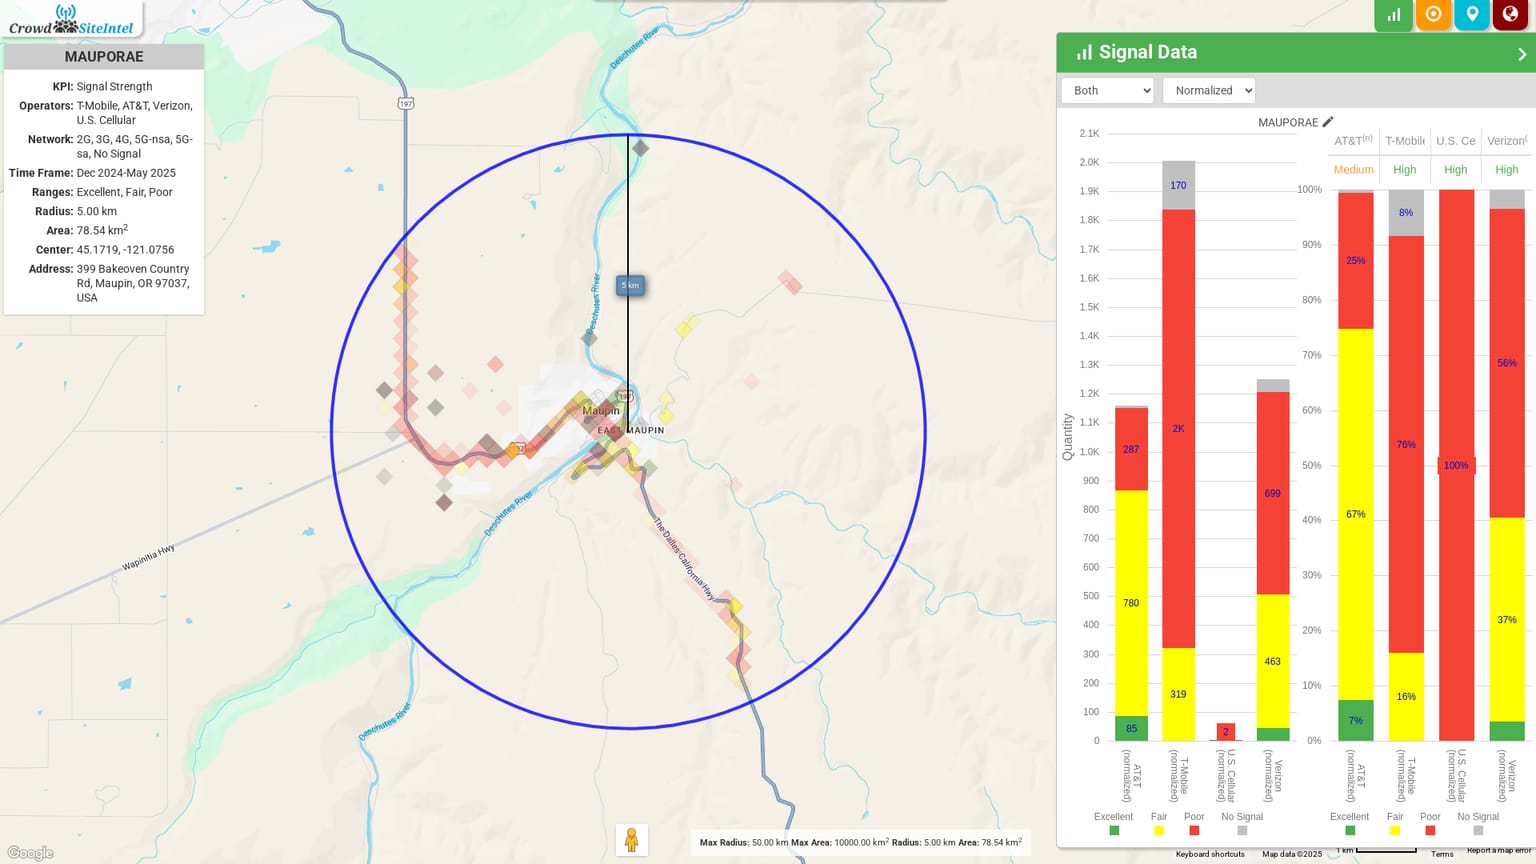 Crowd SiteIntel
MAUPORAE
KPI: Signal Strength
Operators: T-Mobile, AT&T, Verizon,
U.S. Cellular
Network: 2G, 3G, 4G, 5G-nsa, 5G-
sa, No Signal
Time Frame: Dec 2024-May 2025
Ranges: Excellent, Fair, Poor
Radius: 5.00 km
Area: 78.54 km2
Center: 45.1719, -121.0756
Address: 399 Bakeoven Country
Rd, Maupin, OR 97037,
USA
197
Deschutes River
5 km
Deschutes River
197
Maupin
EAST MAUPIN
Deschutes River
Wapinitia Hwy
The Dalles-California Hwy
Deschutes River
Google
Max Radius: 50.00 km Max Area: 10000.00 km2 Radius: 5.00 km Area: 78.54 km2
Signal Data
Both
Normalized
MAUPORAE
Quantity
2.1K
2.0K
1.9K
1.8K
1.7K
1.6K
1.5K
1.4K
1.3K
1.2K
1.1K
1.0K
900
800
700
600
500
400
300
200
100
0
287
780
85
170
2K
319
2
699
463
AT&T (normalized)
T-Mobile (normalized)
U.S. Cellular (normalized)
Verizon (normalized)
Excellent Fair Poor No Signal
AT&T(n) T-Mobile U.S. Ce Verizon(
Medium High High High
100%
90%
80%
70%
60%
50%
40%
30%
20%
10%
0%
25%
67%
7%
8%
76%
16%
100%
56%
37%
AT&T (normalized)
T-Mobile (normalized)
U.S. Cellular (normalized)
Verizon (normalized)
Excellent Fair Poor No Signal
Keyboard shortcuts Map data ©2025 1 km Terms Report a map error